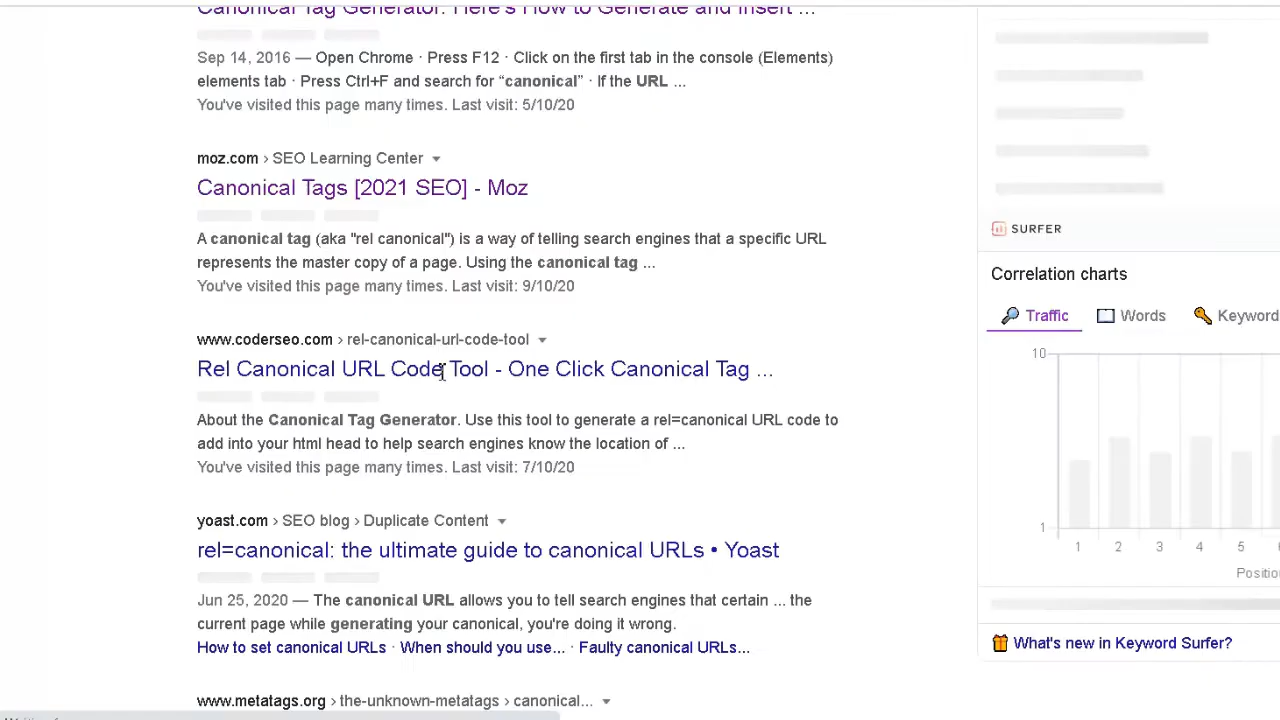 Canonical Tag Generator: Here's How to Generate and Insert ...
Sep 14, 2016 — Open Chrome · Press F12 · Click on the first tab in the console (Elements)
elements tab · Press Ctrl+F and search for “canonical” · If the URL ...
You've visited this page many times. Last visit: 5/10/20
moz.com › SEO Learning Center
Canonical Tags [2021 SEO] - Moz
A canonical tag (aka "rel canonical") is a way of telling search engines that a specific URL
represents the master copy of a page. Using the canonical tag ...
You've visited this page many times. Last visit: 9/10/20
www.coderseo.com › rel-canonical-url-code-tool
Rel Canonical URL Code Tool - One Click Canonical Tag ...
About the Canonical Tag Generator. Use this tool to generate a rel=canonical URL code to
add into your html head to help search engines know the location of ...
You've visited this page many times. Last visit: 7/10/20
yoast.com › SEO blog › Duplicate Content
rel=canonical: the ultimate guide to canonical URLs • Yoast
Jun 25, 2020 — The canonical URL allows you to tell search engines that certain ... the
current page while generating your canonical, you're doing it wrong.
How to set canonical URLs · When should you use... · Faulty canonical URLs...
www.metatags.org › the-unknown-metatags › canonical...
SURFER
Correlation charts
Traffic Words Keyword
10
1
1 2 3 4 5
Positio
What's new in Keyword Surfer?